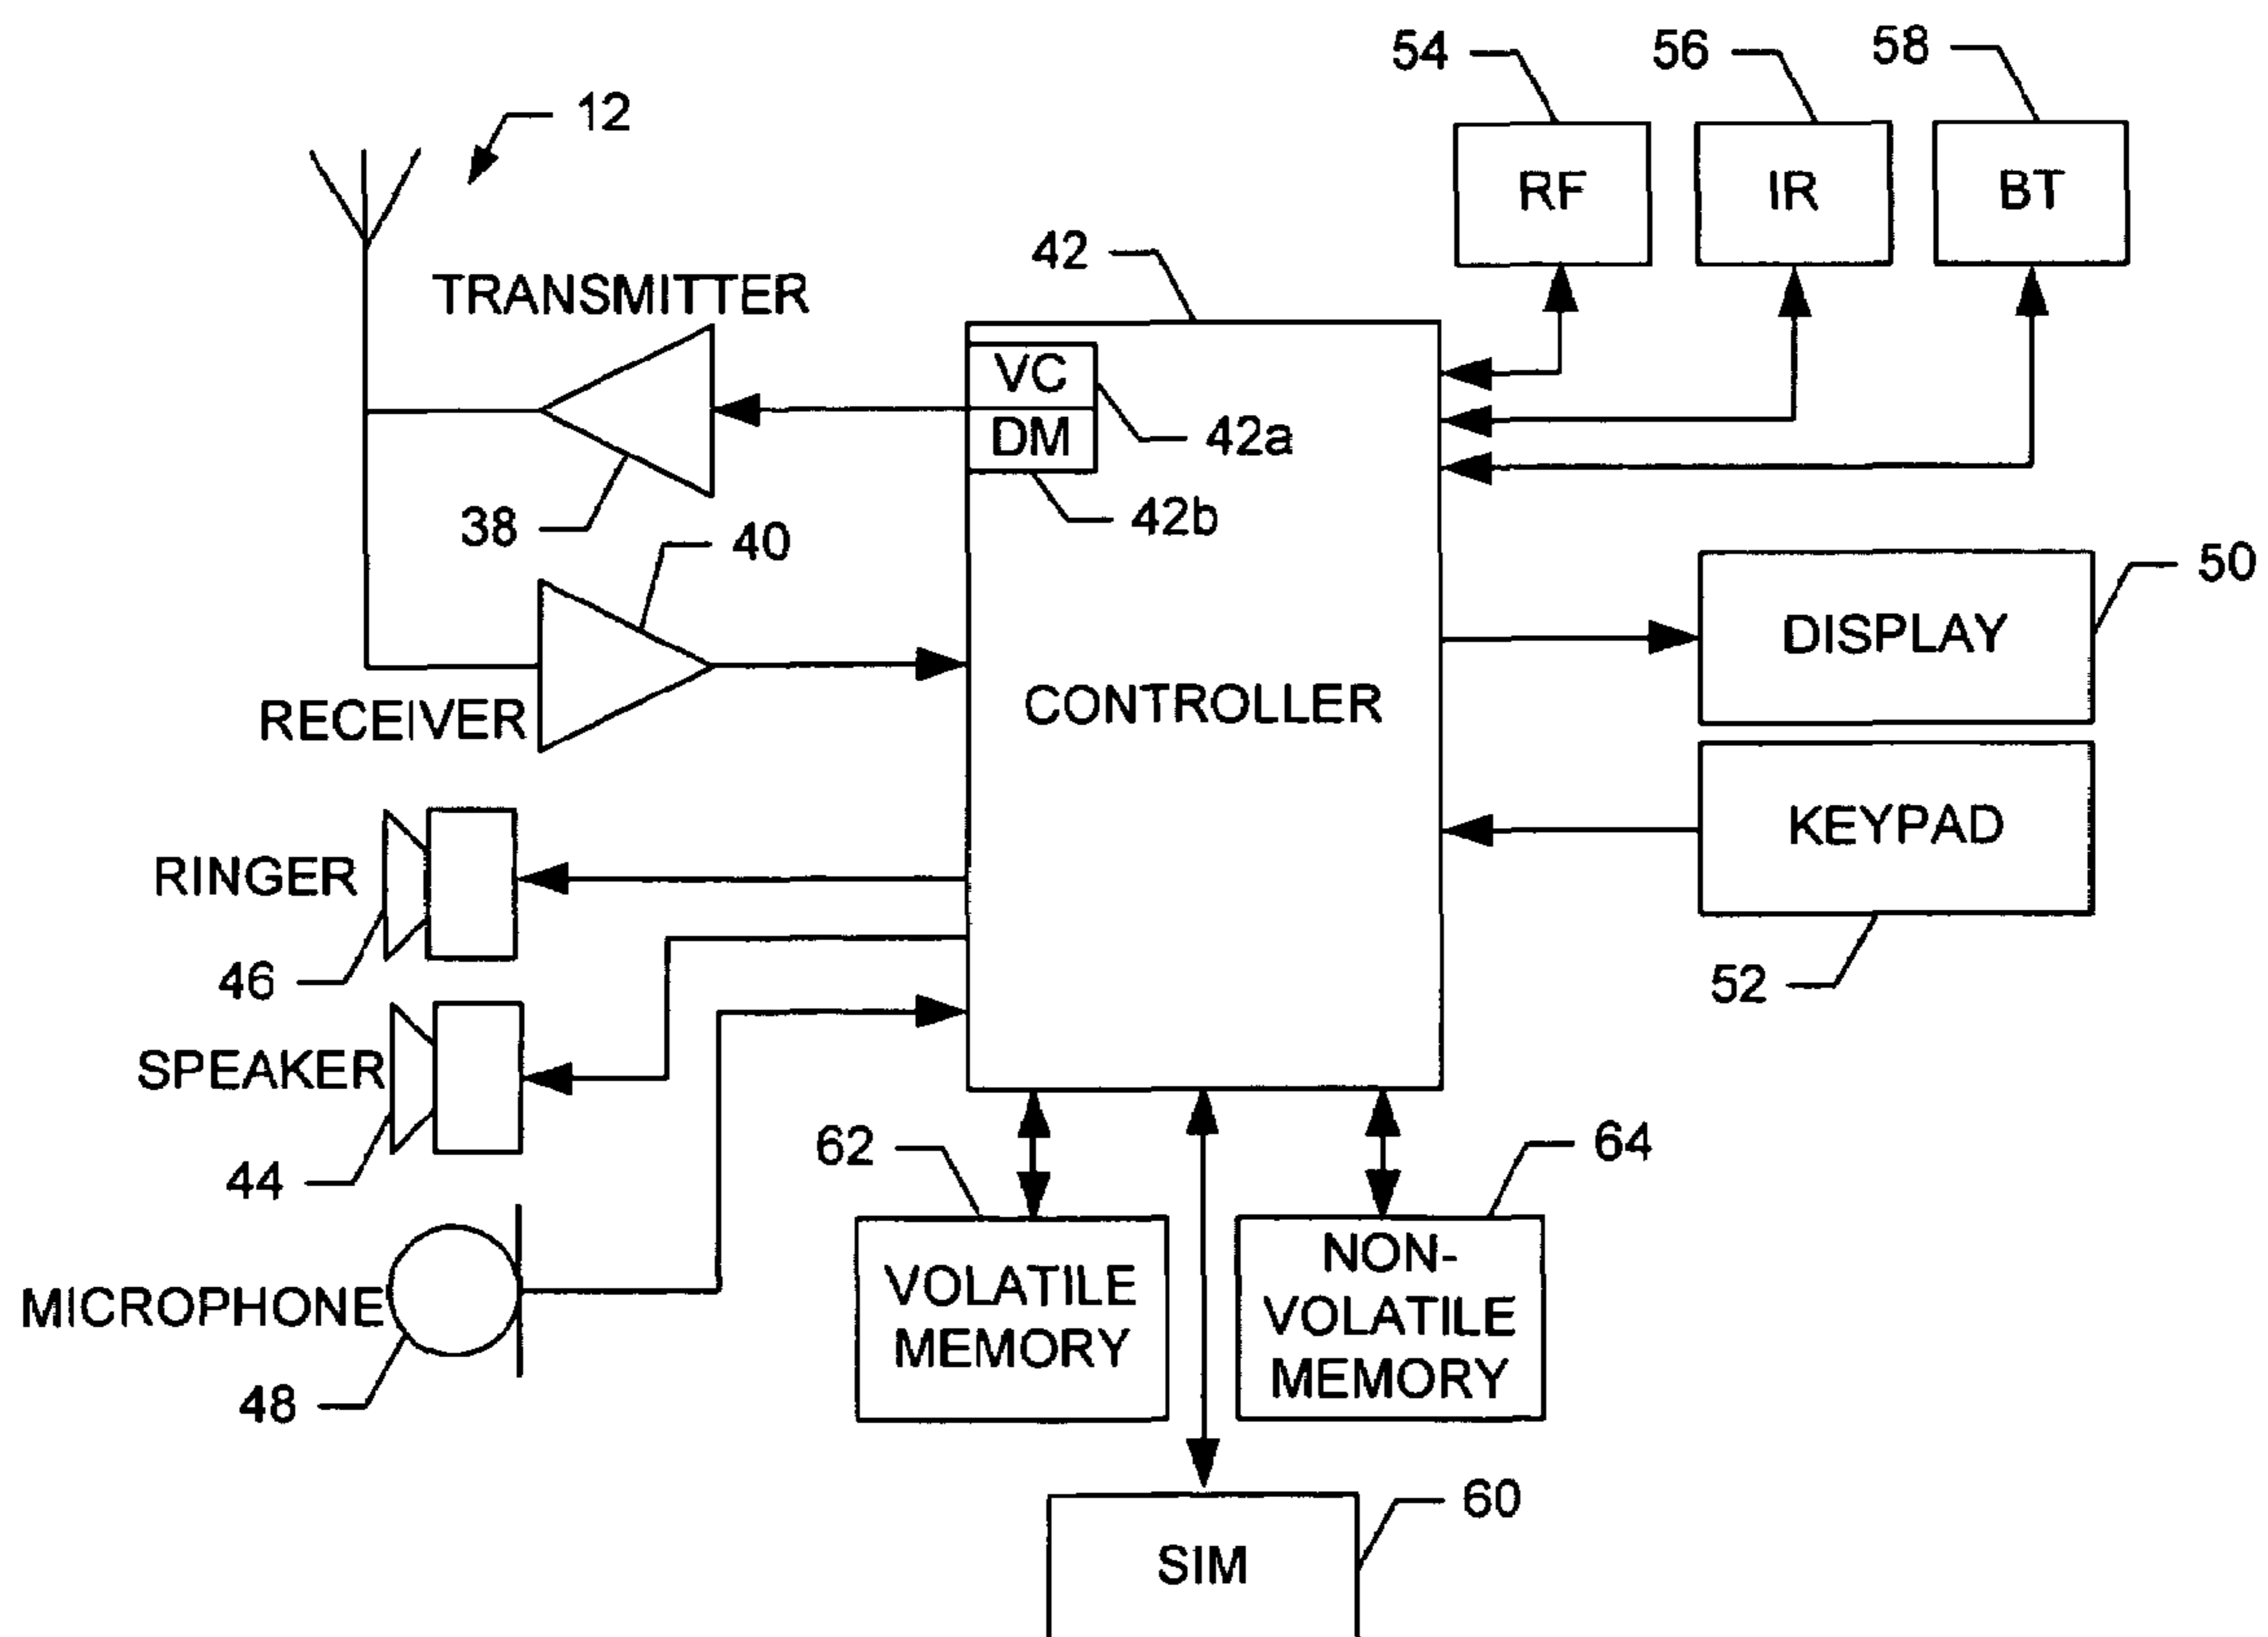 54
56
58
12
RF
IR
BT
42
TRANSMITTER
VC
DM
42a
42b
38
40
50
DISPLAY
CONTROLLER
RECEIVER
KEYPAD
RINGER
46
52
SPEAKER
44
62
64
MICROPHONE
48
VOLATILE
MEMORY
NON-
VOLATILE
MEMORY
60
SIM